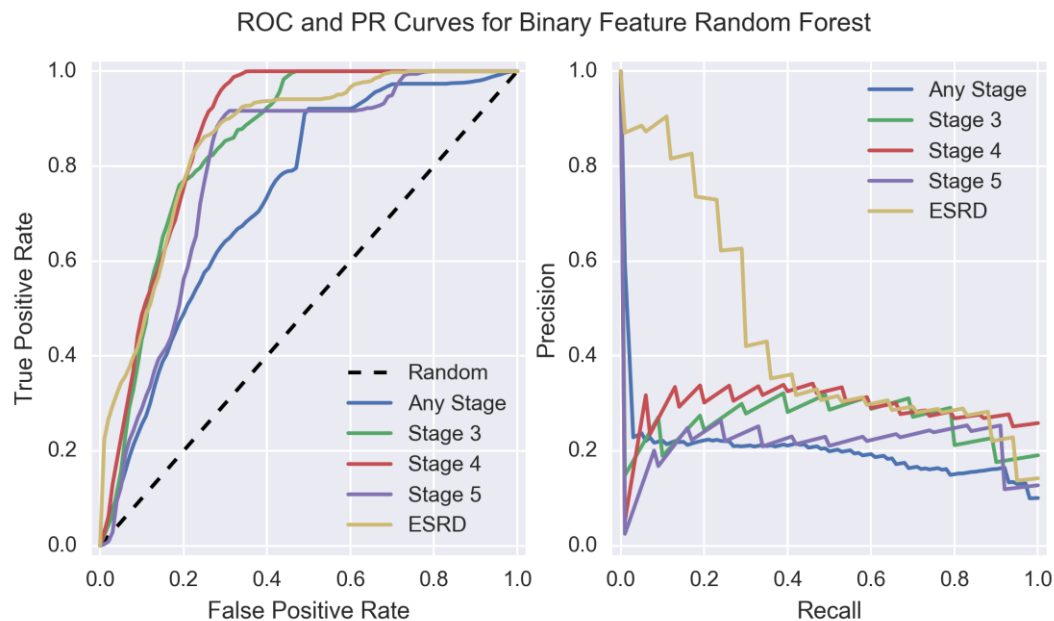 ROC and PR Curves for Binary Feature Random Forest
True Positive Rate
1.0
0.8
0.6
0.4
0.2
0.0
Random
Any Stage
Stage 3
Stage 4
Stage 5
ESRD
0.0 0.2 0.4 0.6 0.8 1.0
False Positive Rate
Precision
1.0
0.8
0.6
0.4
0.2
0.0
Any Stage
Stage 3
Stage 4
Stage 5
ESRD
0.0 0.2 0.4 0.6 0.8 1.0
Recall